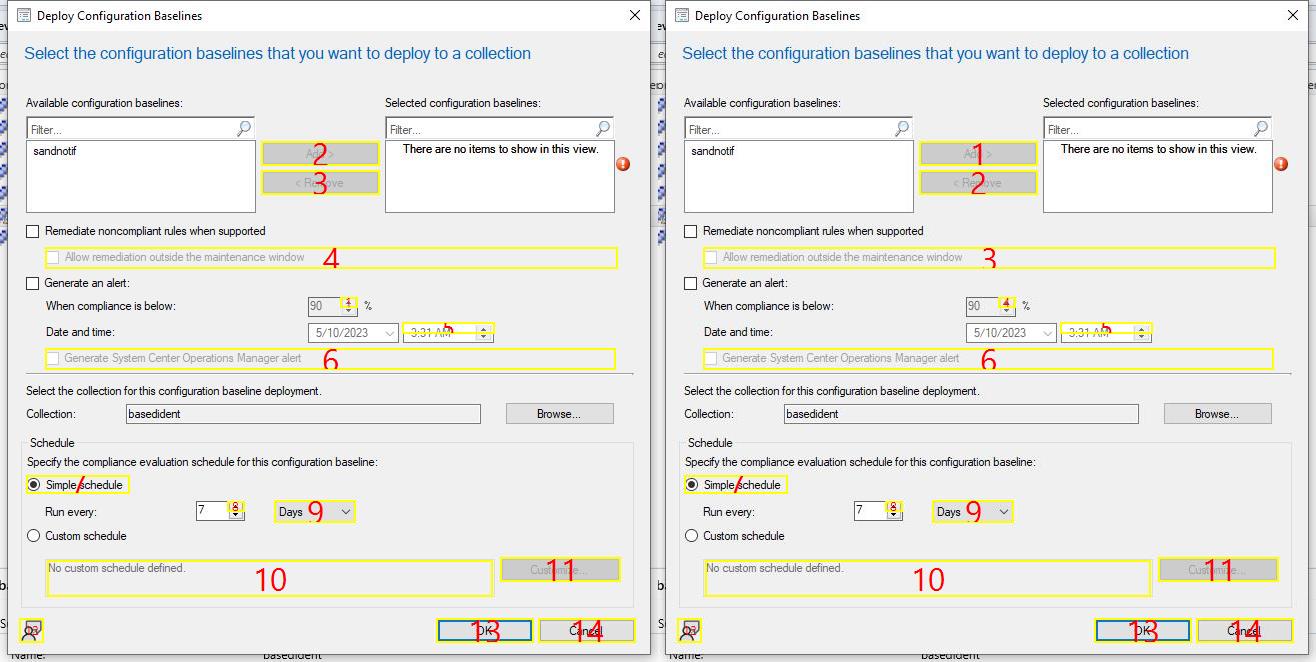 Deploy Configuration Baselines
Select the configuration baselines that you want to deploy to a collection
Available configuration baselines:
Selected configuration baselines:
Filter...
Filter...
sandnotif
2
There are no items to show in this view.
< Remove
3
Remediate noncompliant rules when supported
Allow remediation outside the maintenance window
4
Generate an alert:
When compliance is below:
90
1
%
Date and time:
5/10/2023
3:31 AM
5
Generate System Center Operations Manager alert
6
Select the collection for this configuration baseline deployment.
Collection:
basedident
Browse...
Schedule
Specify the compliance evaluation schedule for this configuration baseline:
Simple schedule
7
Run every:
7
8
Days
9
Custom schedule
No custom schedule defined.
10
Customize...
11
OK
13
Cancel
14
Name:
basedident
Deploy Configuration Baselines
Select the configuration baselines that you want to deploy to a collection
Available configuration baselines:
Selected configuration baselines:
Filter...
Filter...
sandnotif
1
There are no items to show in this view.
< Remove
2
Remediate noncompliant rules when supported
Allow remediation outside the maintenance window
3
Generate an alert:
When compliance is below:
90
4
%
Date and time:
5/10/2023
3:31 AM
5
Generate System Center Operations Manager alert
6
Select the collection for this configuration baseline deployment.
Collection:
basedident
Browse...
Schedule
Specify the compliance evaluation schedule for this configuration baseline:
Simple schedule
7
Run every:
7
8
Days
9
Custom schedule
No custom schedule defined.
10
Customize...
11
OK
13
Cancel
14
Name:
basedident